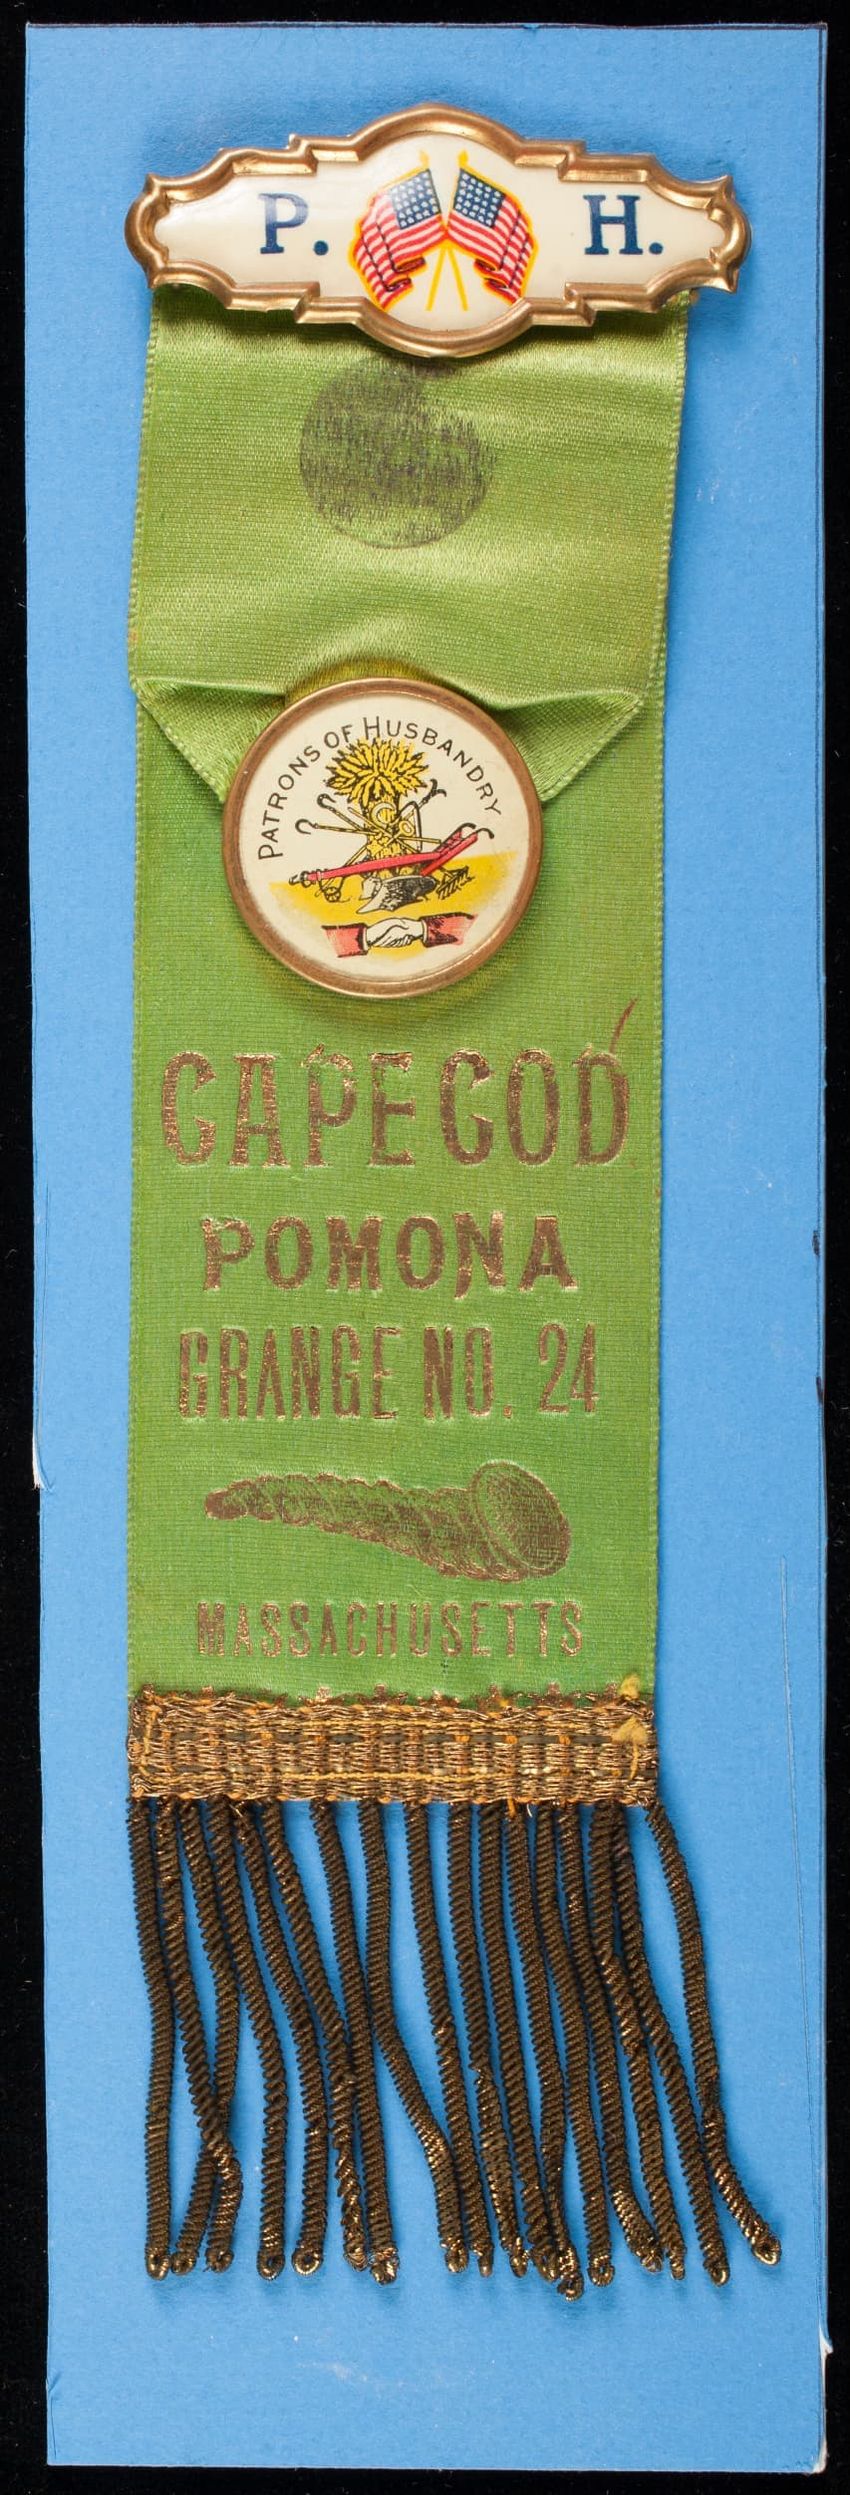 P. H.
PATRONS OF HUSBANDRY
CAPE COD
POMONA
GRANGE NO. 24
MASSACHUSETTS